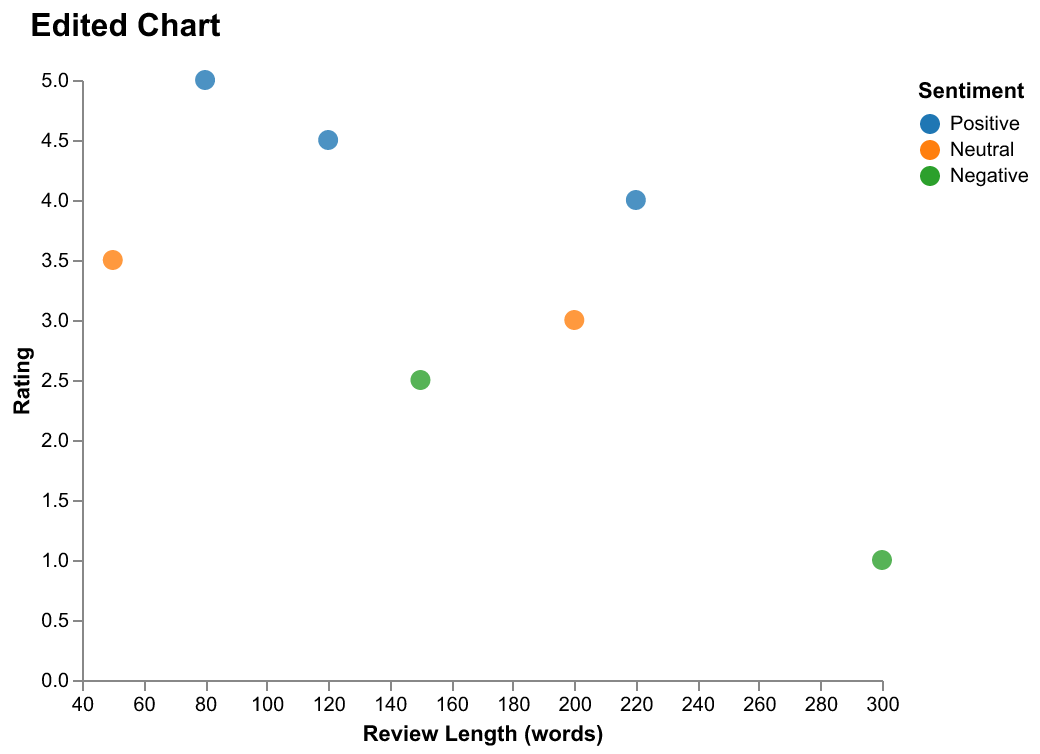 Edited Chart
Sentiment
Positive
Neutral
Negative
Rating
5.0
4.5
4.0
3.5
3.0
2.5
2.0
1.5
1.0
0.5
0.0
40 60 80 100 120 140 160 180 200 220 240 260 280 300
Review Length (words)